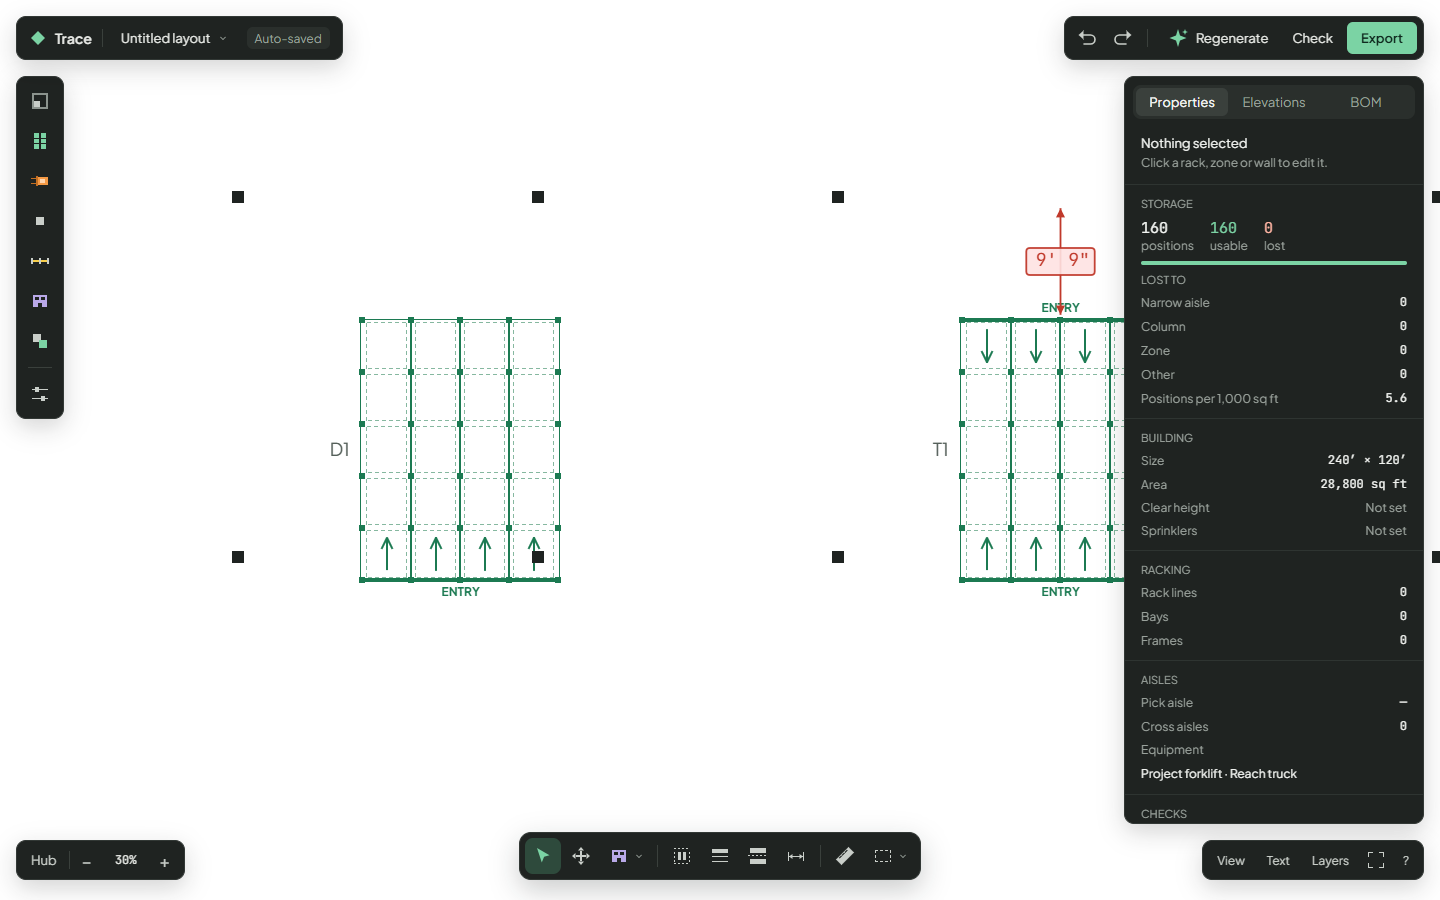 Trace
Untitled layout
Auto-saved
Regenerate
Check
Export
Properties
Elevations
BOM
Nothing selected
Click a rack, zone or wall to edit it.
STORAGE
160 160 0
positions usable lost
LOST TO
Narrow aisle 0
Column 0
Zone 0
Other 0
Positions per 1,000 sq ft 5.6
BUILDING
Size 240′ × 120′
Area 28,800 sq ft
Clear height Not set
Sprinklers Not set
RACKING
Rack lines 0
Bays 0
Frames 0
AISLES
Pick aisle –
Cross aisles 0
Equipment
Project forklift · Reach truck
CHECKS
9' 9"
ENTRY
D1
T1
ENTRY
ENTRY
Hub – 30% +
View Text Layers ?